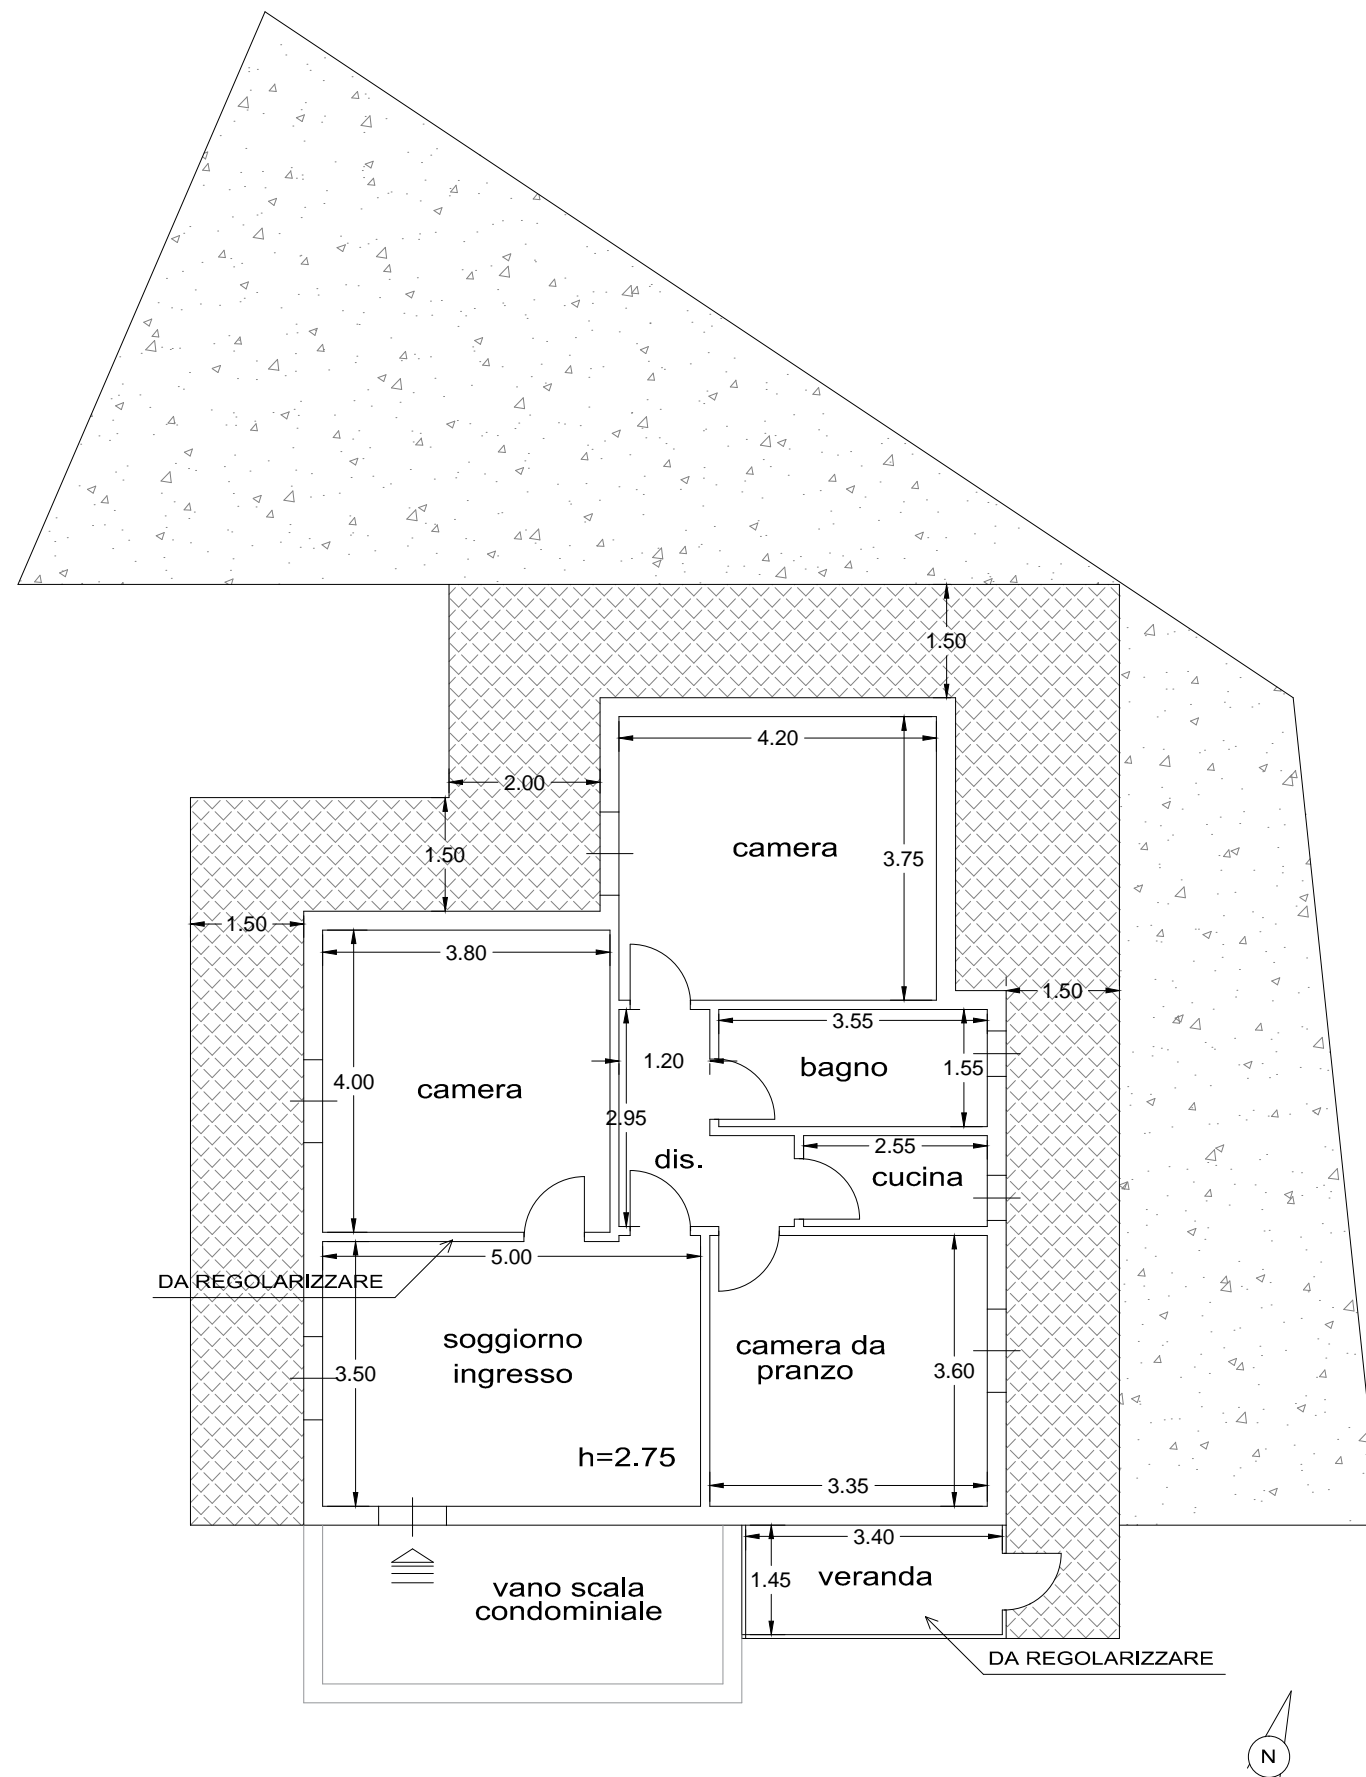 1.50
4.20
2.00
camera
3.75
1.50
1.50
3.80
1.50
3.55
1.20
bagno
1.55
4.00
camera
2.95
2.55
dis.
cucina
5.00
DA REGOLARIZZARE
soggiorno
ingresso
3.50
camera da
pranzo
3.60
h=2.75
3.35
3.40
1.45
veranda
vano scala
condominiale
DA REGOLARIZZARE
N